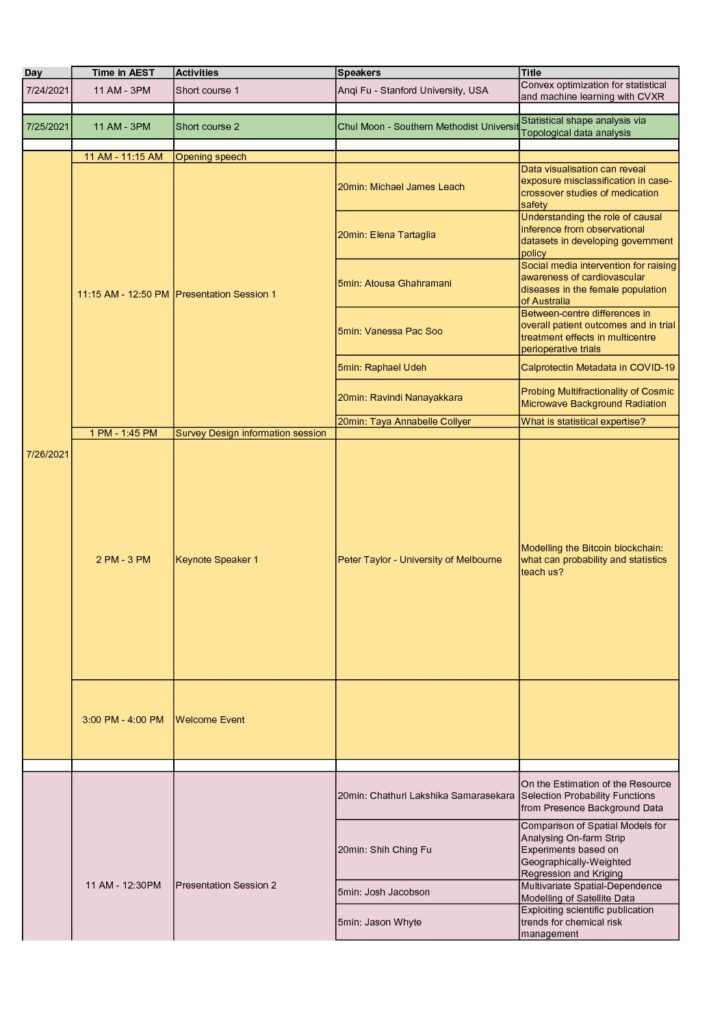 Day Time in AEST Activities Speakers Title
7/24/2021 11 AM - 3PM Short course 1 Anqi Fu - Stanford University, USA Convex optimization for statistical
and machine learning with CVXR
7/25/2021 11 AM - 3PM Short course 2 Chul Moon - Southern Methodist Universit Statistical shape analysis via
Topological data analysis
7/26/2021
11 AM - 11:15 AM Opening speech
11:15 AM - 12:50 PM Presentation Session 1
20min: Michael James Leach
Data visualisation can reveal
exposure misclassification in case-
crossover studies of medication
safety
20min: Elena Tartaglia
Understanding the role of causal
inference from observational
datasets in developing government
policy
5min: Atousa Ghahramani
Social media intervention for raising
awareness of cardiovascular
diseases in the female population
of Australia
5min: Vanessa Pac Soo
Between-centre differences in
overall patient outcomes and in trial
treatment effects in multicentre
perioperative trials
5min: Raphael Udeh Calprotectin Metadata in COVID-19
20min: Ravindi Nanayakkara
Probing Multifractionality of Cosmic
Microwave Background Radiation
20min: Taya Annabelle Collyer What is statistical expertise?
1 PM - 1:45 PM Survey Design information session
2 PM - 3 PM Keynote Speaker 1 Peter Taylor - University of Melbourne
Modelling the Bitcoin blockchain:
what can probability and statistics
teach us?
3:00 PM - 4:00 PM Welcome Event
11 AM - 12:30PM Presentation Session 2
20min: Chathuri Lakshika Samarasekara
On the Estimation of the Resource
Selection Probability Functions
from Presence Background Data
20min: Shih Ching Fu
Comparison of Spatial Models for
Analysing On-farm Strip
Experiments based on
Geographically-Weighted
Regression and Kriging
5min: Josh Jacobson
Multivariate Spatial-Dependence
Modelling of Satellite Data
5min: Jason Whyte
Exploiting scientific publication
trends for chemical risk
management